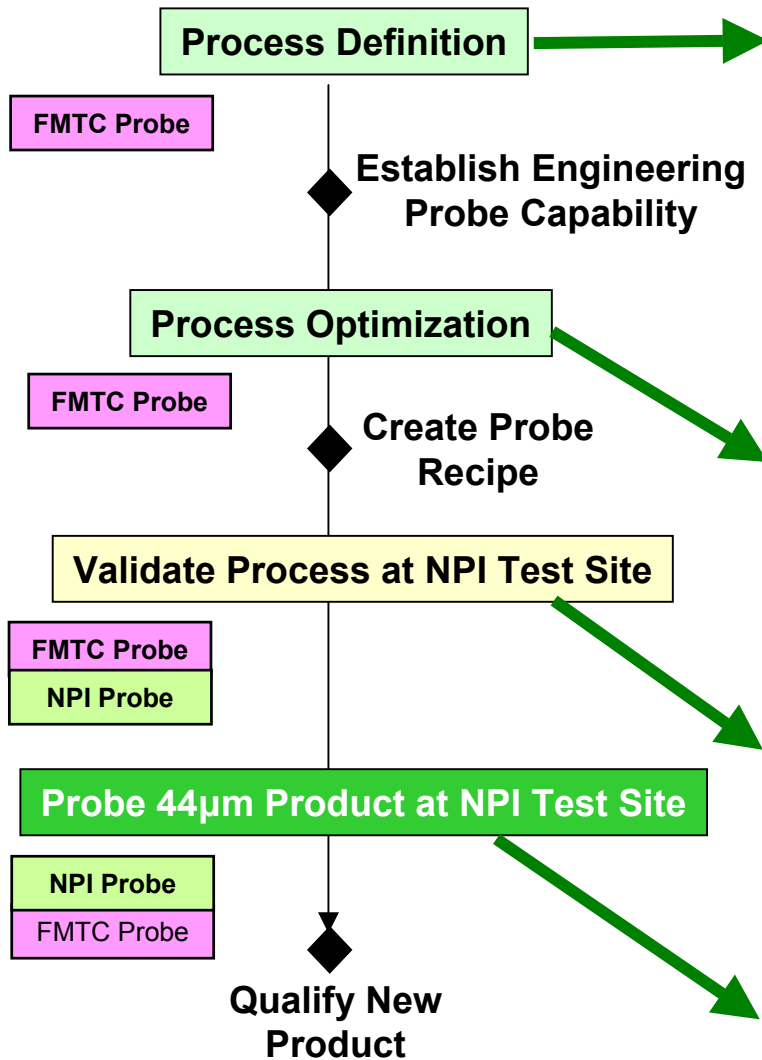 Process Definition
FMTC Probe
Establish Engineering
Probe Capability
Process Optimization
FMTC Probe
Create Probe
Recipe
Validate Process at NPI Test Site
FMTC Probe
NPI Probe
Probe 44µm Product at NPI Test Site
NPI Probe
FMTC Probe
Qualify New
Product